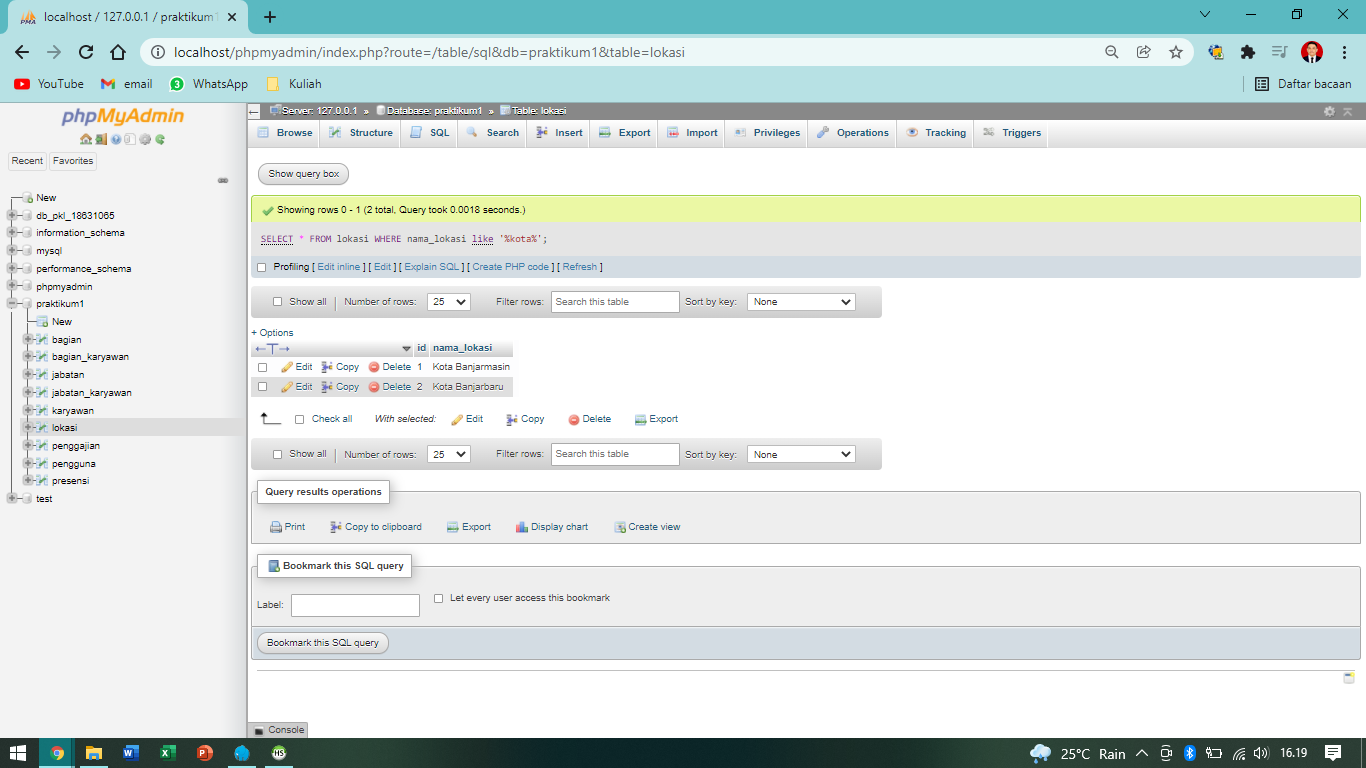 localhost / 127.0.0.1 / praktikum1
localhost/phpmyadmin/index.php?route=/table/sql&db=praktikum1&table=lokasi
YouTube email WhatsApp Kuliah Daftar bacaan
phpMyAdmin
Recent Favorites
New
db_pkl_18631065
information_schema
mysql
performance_schema
phpmyadmin
praktikum1
New
bagian
bagian_karyawan
jabatan
jabatan_karyawan
karyawan
lokasi
penggajian
pengguna
presensi
test
Server: 127.0.0.1 » Database: praktikum1 » Table: lokasi
Browse Structure SQL Search Insert Export Import Privileges Operations Tracking Triggers
Show query box
Showing rows 0 - 1 (2 total, Query took 0.0018 seconds.)
SELECT * FROM lokasi WHERE nama_lokasi like '%kota%';
Profiling [ Edit inline ] [ Edit ] [ Explain SQL ] [ Create PHP code ] [ Refresh ]
Show all Number of rows: 25 Filter rows: Search this table Sort by key: None
+ Options
←T→ id nama_lokasi
Edit Copy Delete 1 Kota Banjarmasin
Edit Copy Delete 2 Kota Banjarbaru
Check all With selected: Edit Copy Delete Export
Show all Number of rows: 25 Filter rows: Search this table Sort by key: None
Query results operations
Print Copy to clipboard Export Display chart Create view
Bookmark this SQL query
Label: Let every user access this bookmark
Bookmark this SQL query
Console
25°C Rain 16.19